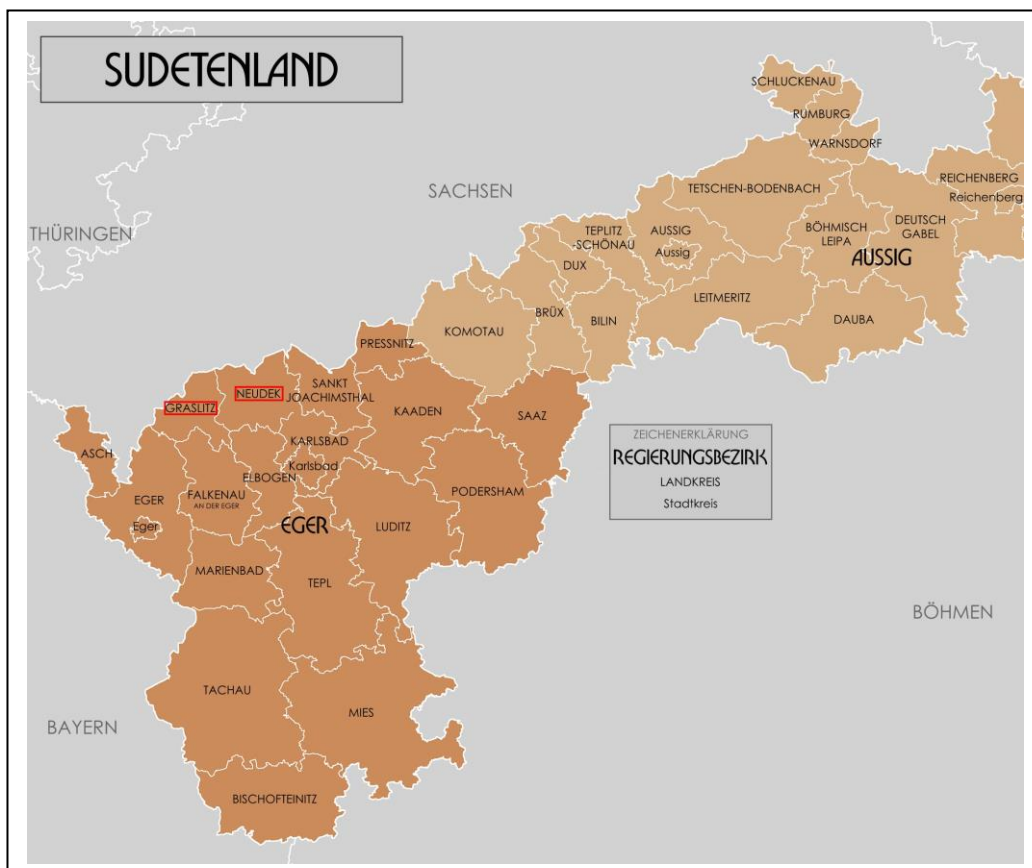 SUDETENLAND
SCHLUCKENAU
RUMBURG
WARNSDORF
REICHENBERG
Reichenberg
SACHSEN
TETSCHEN-BODENBACH
THÜRINGEN
TEPLITZ
-SCHÖNAU
AUSSIG
Aussig
BÖHMISCH
LEIPA
DEUTSCH
GABEL
AUSSIG
DUX
LEITMERITZ
BRÜX
BILIN
DAUBA
KOMOTAU
PRESSNITZ
SANKT
JOACHIMSTHAL
NEUDEK
GRASLITZ
KAADEN
SAAZ
ZEICHENERKLÄRUNG
REGIERUNGSBEZIRK
LANDKREIS
Stadtkreis
ASCH
KARLSBAD
Karlsbad
ELBOGEN
EGER
Eger
FALKENAU
AN DER EGER
PODERSHAM
EGER
LUDITZ
MARIENBAD
TEPL
BÖHMEN
TACHAU
MIES
BAYERN
BISCHOFTEINITZ